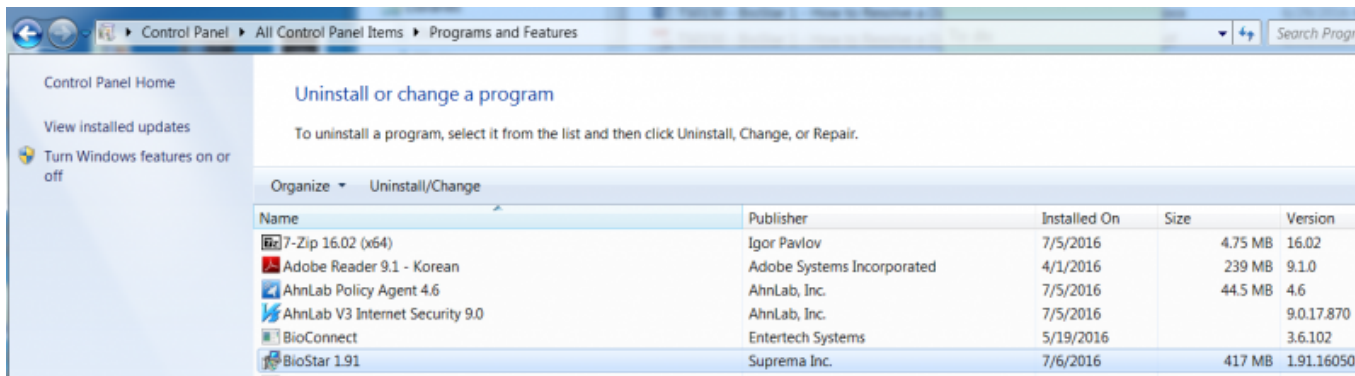 Control Panel ▸ All Control Panel Items ▸ Programs and Features
Search Progr
Control Panel Home
View installed updates
Turn Windows features on or
off
Uninstall or change a program
To uninstall a program, select it from the list and then click Uninstall, Change, or Repair.
Organize Uninstall/Change
Name Publisher Installed On Size Version
7-Zip 16.02 (x64) Igor Pavlov 7/5/2016 4.75 MB 16.02
Adobe Reader 9.1 - Korean Adobe Systems Incorporated 4/1/2016 239 MB 9.1.0
AhnLab Policy Agent 4.6 AhnLab, Inc. 7/5/2016 44.5 MB 4.6
AhnLab V3 Internet Security 9.0 AhnLab, Inc. 7/5/2016 9.0.17.870
BioConnect Entertech Systems 5/19/2016 3.6.102
BioStar 1.91 Suprema Inc. 7/6/2016 417 MB 1.91.16050